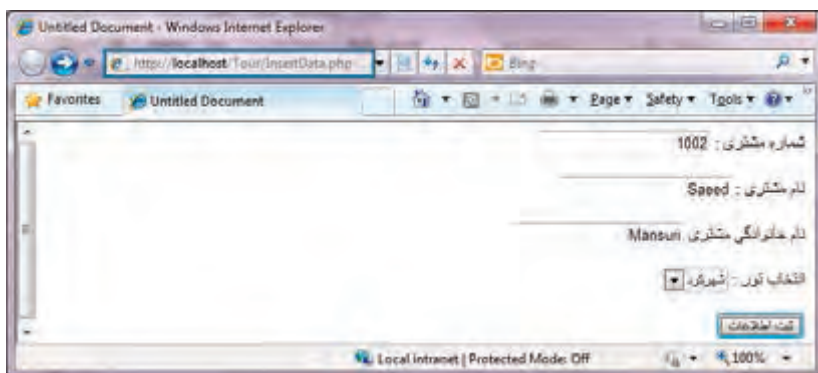 Untitled Document - Windows Internet Explorer
http://localhost/Tour/InsertData.php
Bing
Favorites
Untitled Document
Page
Safety
Tools
شماره مشتری : 1002
نام مشتری : Saeed
نام خانوادگی مشتری Mansuri
انتخاب تور :
ثبت اطلاعات
Local intranet | Protected Mode: Off
100%